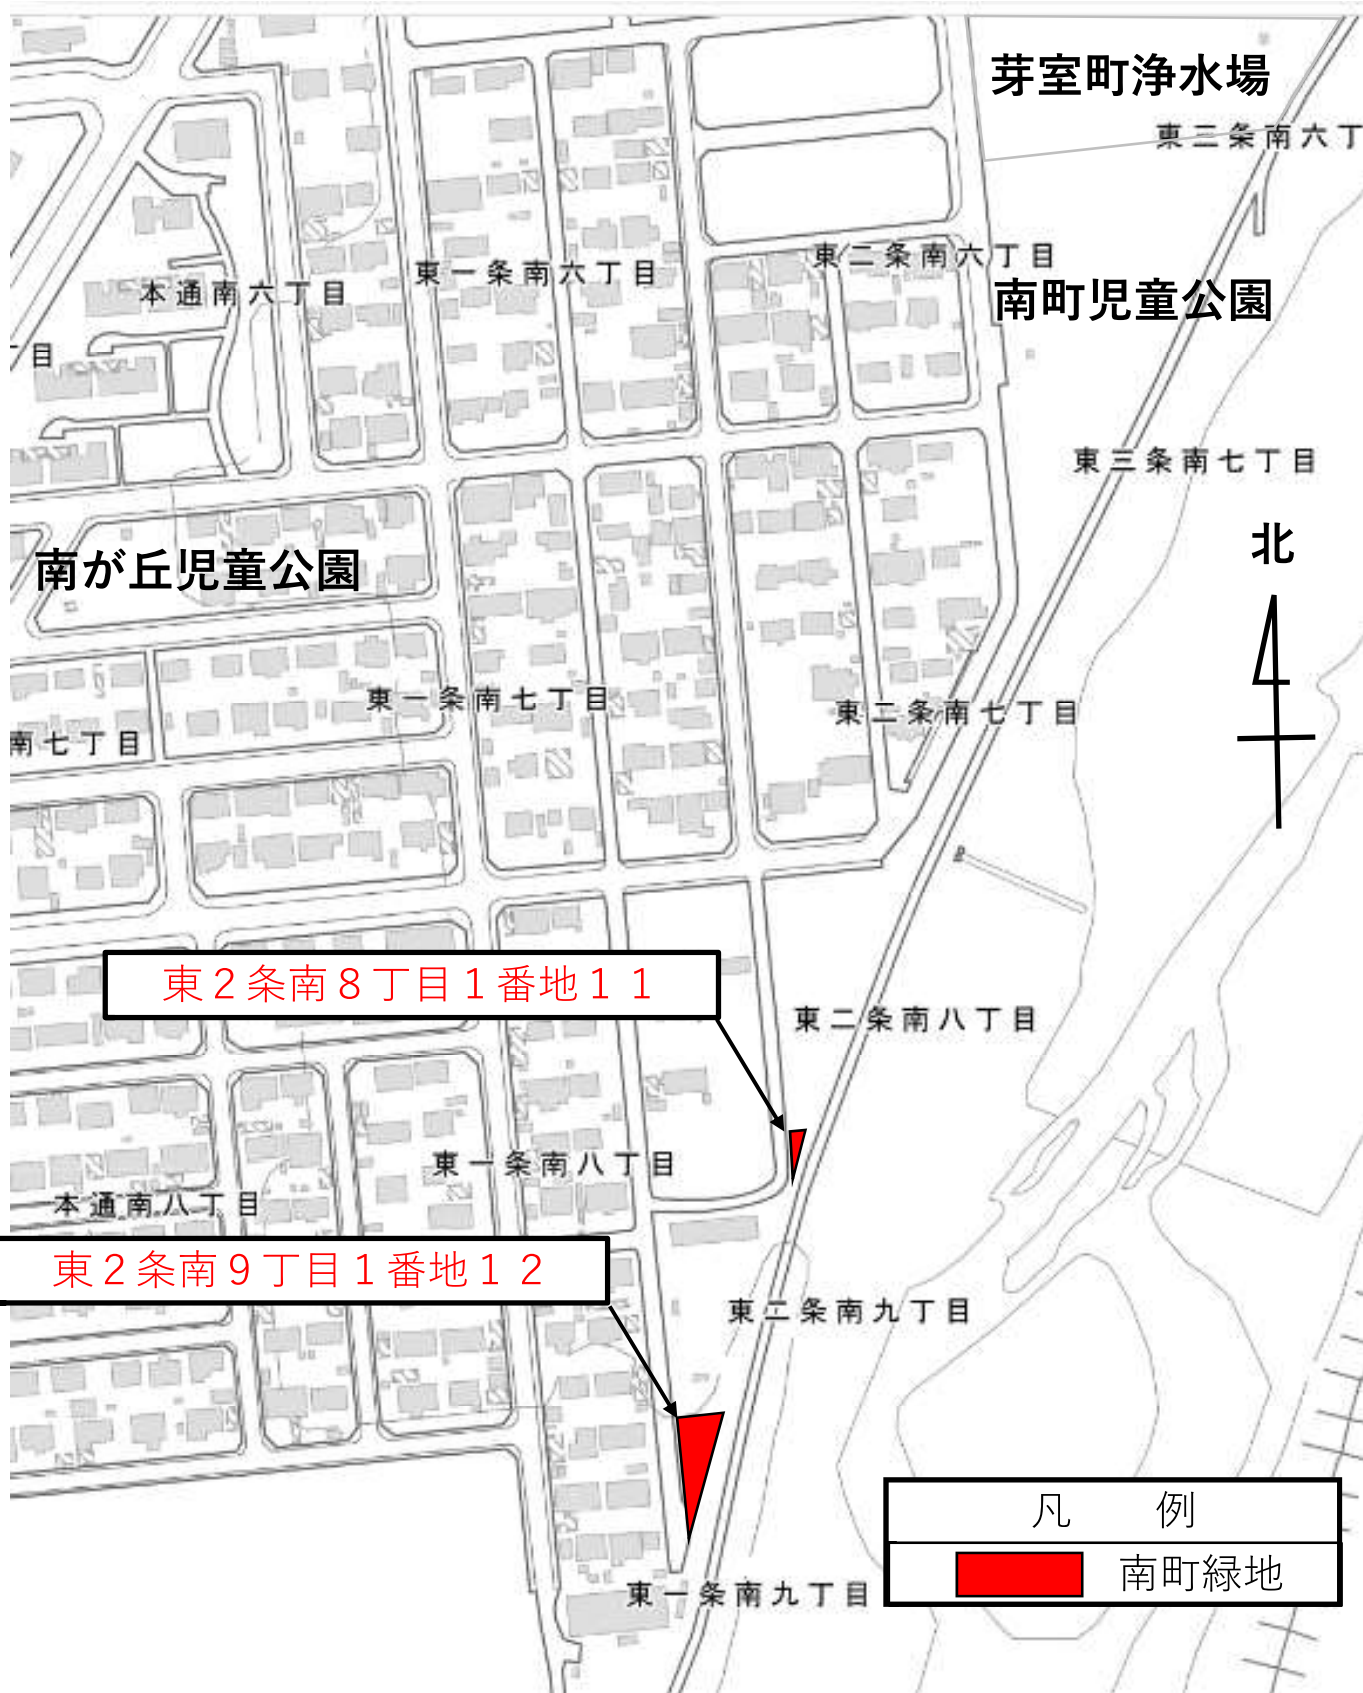 芽室町浄水場
東三条南六丁
東二条南六丁目
東一条南六丁目
本通南六丁目
南町児童公園
目
東三条南七丁目
北
南が丘児童公園
東一条南七丁目
東二条南七丁目
南七丁目
東２条南８丁目１番地１１
東二条南八丁目
東一条南八丁目
本通南八丁目
東２条南９丁目１番地１２
東二条南九丁目
凡　例
南町緑地
東一条南九丁目